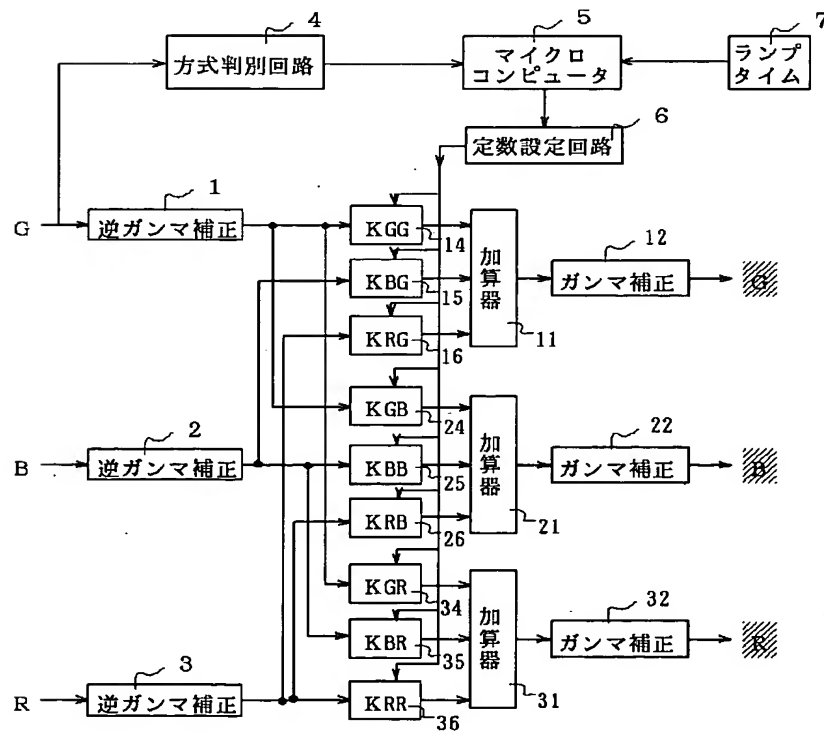 4
5
7
方式判別回路
マイクロ
コンピュータ
ランプ
タイム
6
定数設定回路
1
G
逆ガンマ補正
KGG
14
KBG
15
KRG
16
加算器
11
12
ガンマ補正
G
KGB
24
2
B
逆ガンマ補正
KBB
25
KRB
26
加算器
21
22
ガンマ補正
B
KGR
34
KBR
35
3
R
逆ガンマ補正
KRR
36
加算器
31
32
ガンマ補正
R